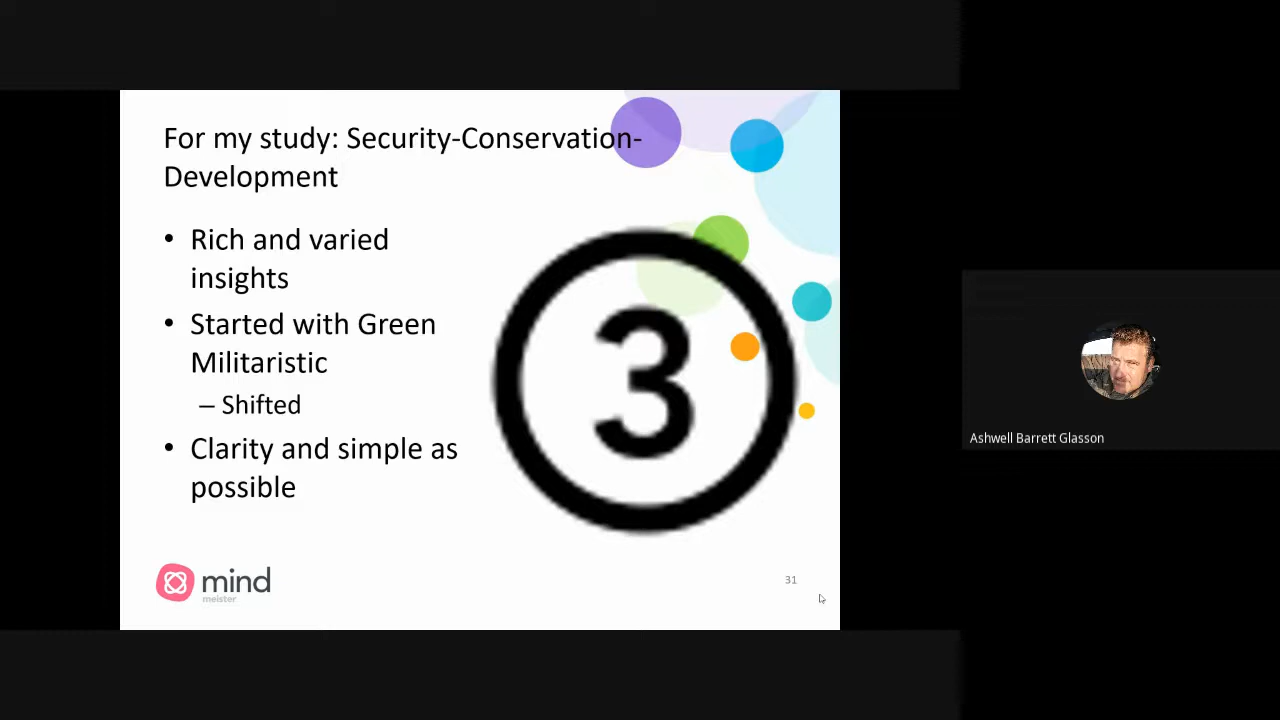 For my study: Security-Conservation-
Development
• Rich and varied
insights
• Started with Green
Militaristic
– Shifted
• Clarity and simple as
possible
3
mind
meister
31
Ashwell Barrett Glasson